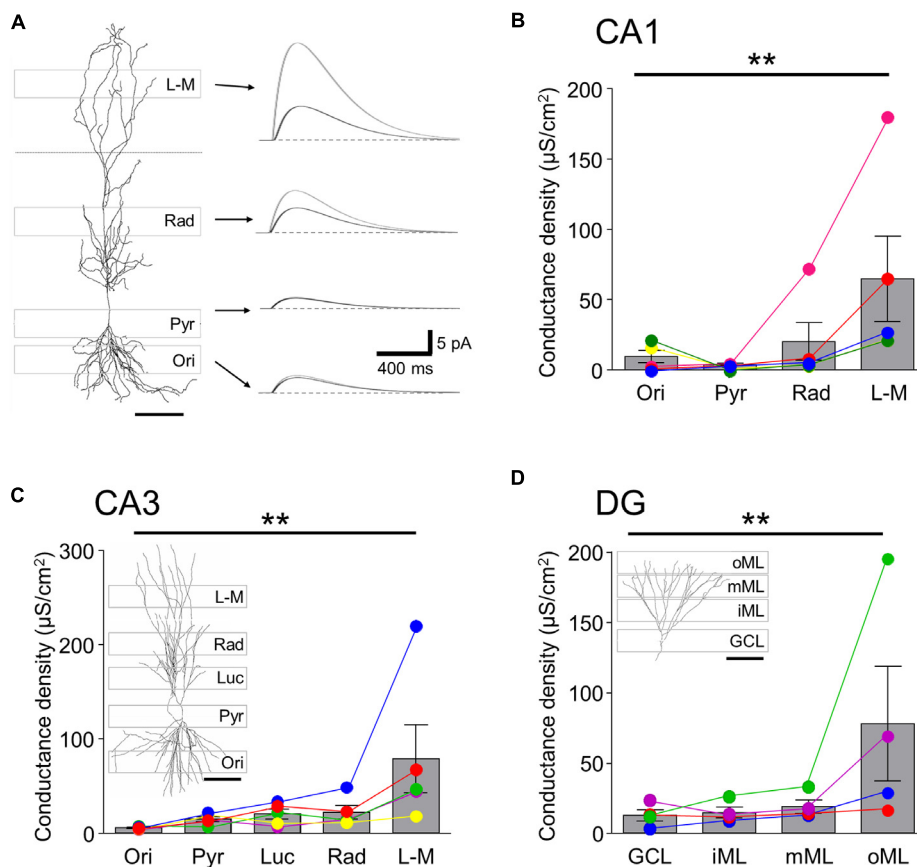 A
L-M
Rad
Pyr
Ori
5 pA
400 ms
B
CA1
**
Conductance density (µS/cm²)
200
150
100
50
0
Ori Pyr Rad L-M
C
CA3
**
Conductance density (µS/cm²)
300
200
100
0
L-M
Rad
Luc
Pyr
Ori
Ori Pyr Luc Rad L-M
D
DG
**
Conductance density (µS/cm²)
200
150
100
50
0
oML
mML
iML
GCL
GCL iML mML oML